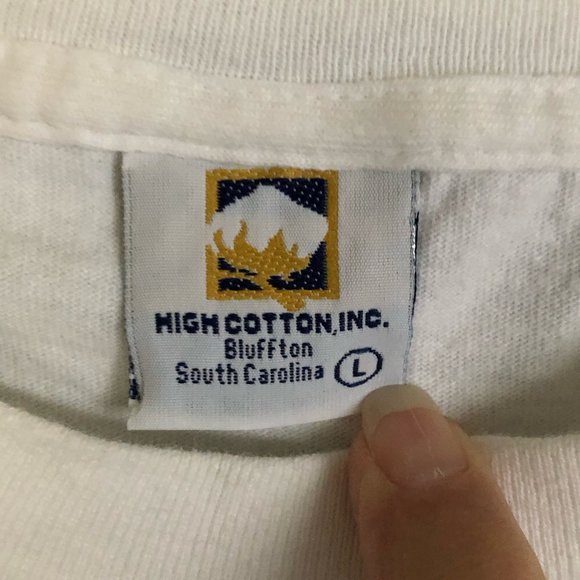 HIGH COTTON, INC.
Bluffton
South Carolina L